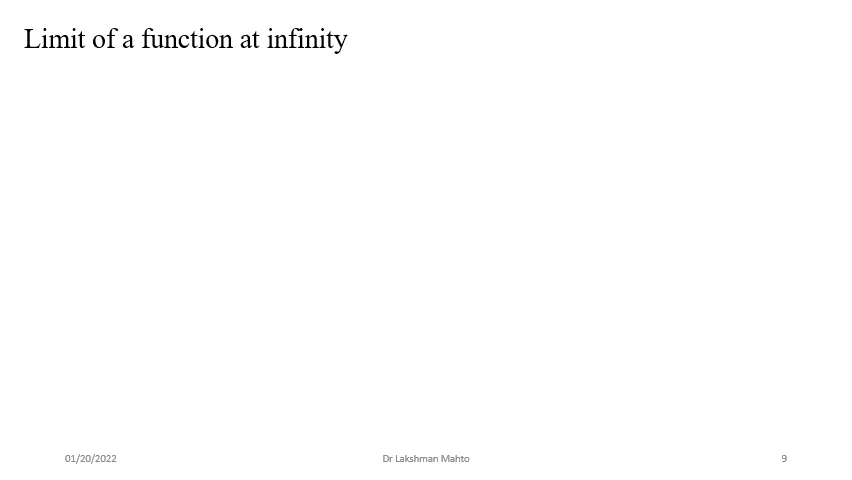 Limit of a function at infinity
01/20/2022
Dr Lakshman Mahto
9